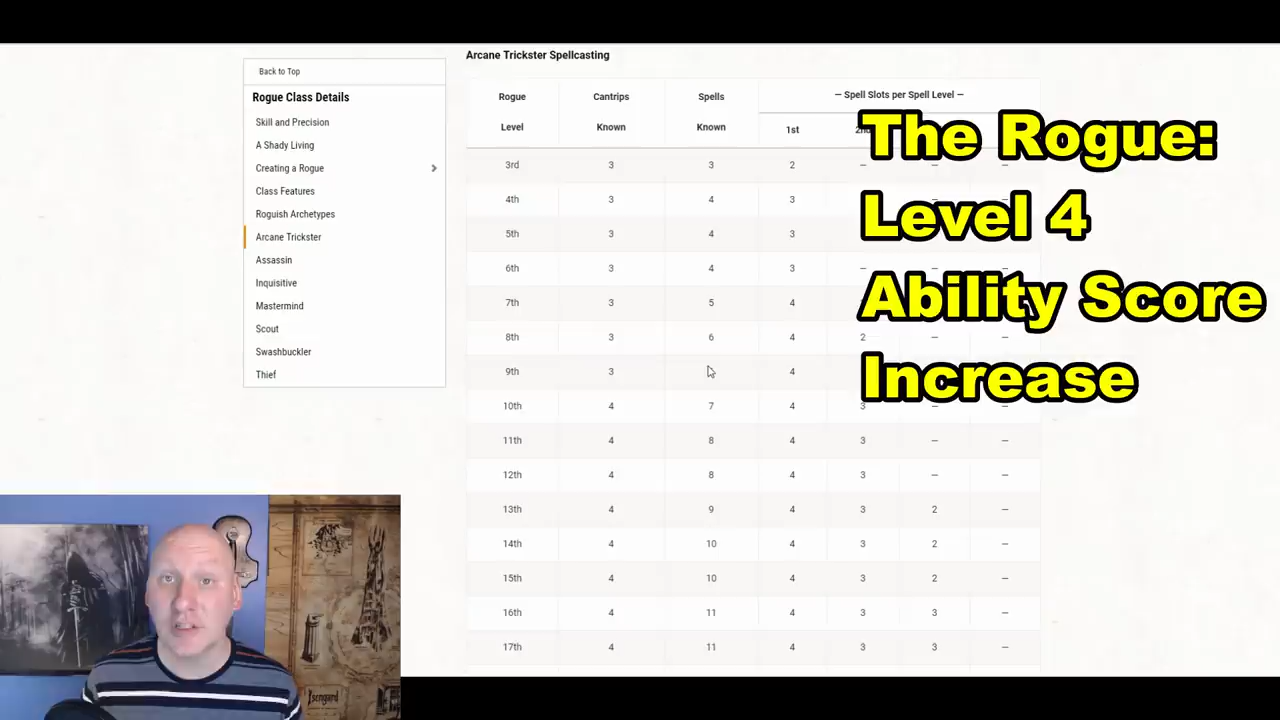 Arcane Trickster Spellcasting
Back to Top
Rogue Class Details
Skill and Precision
A Shady Living
Creating a Rogue
Class Features
Roguish Archetypes
Arcane Trickster
Assassin
Inquisitive
Mastermind
Scout
Swashbuckler
Thief
Rogue Level Cantrips Known Spells Known — Spell Slots per Spell Level —
1st
3rd 3 3 2 — — —
4th 3 4 3
5th 3 4 3
6th 3 4 3 — — —
7th 3 5 4
8th 3 6 4 2 — —
9th 3 4
10th 4 7 4 3 — —
11th 4 8 4 3 — —
12th 4 8 4 3 — —
13th 4 9 4 3 2 —
14th 4 10 4 3 2 —
15th 4 10 4 3 2 —
16th 4 11 4 3 3 —
17th 4 11 4 3 3 —
The Rogue:
Level 4
Ability Score
Increase
Isengard